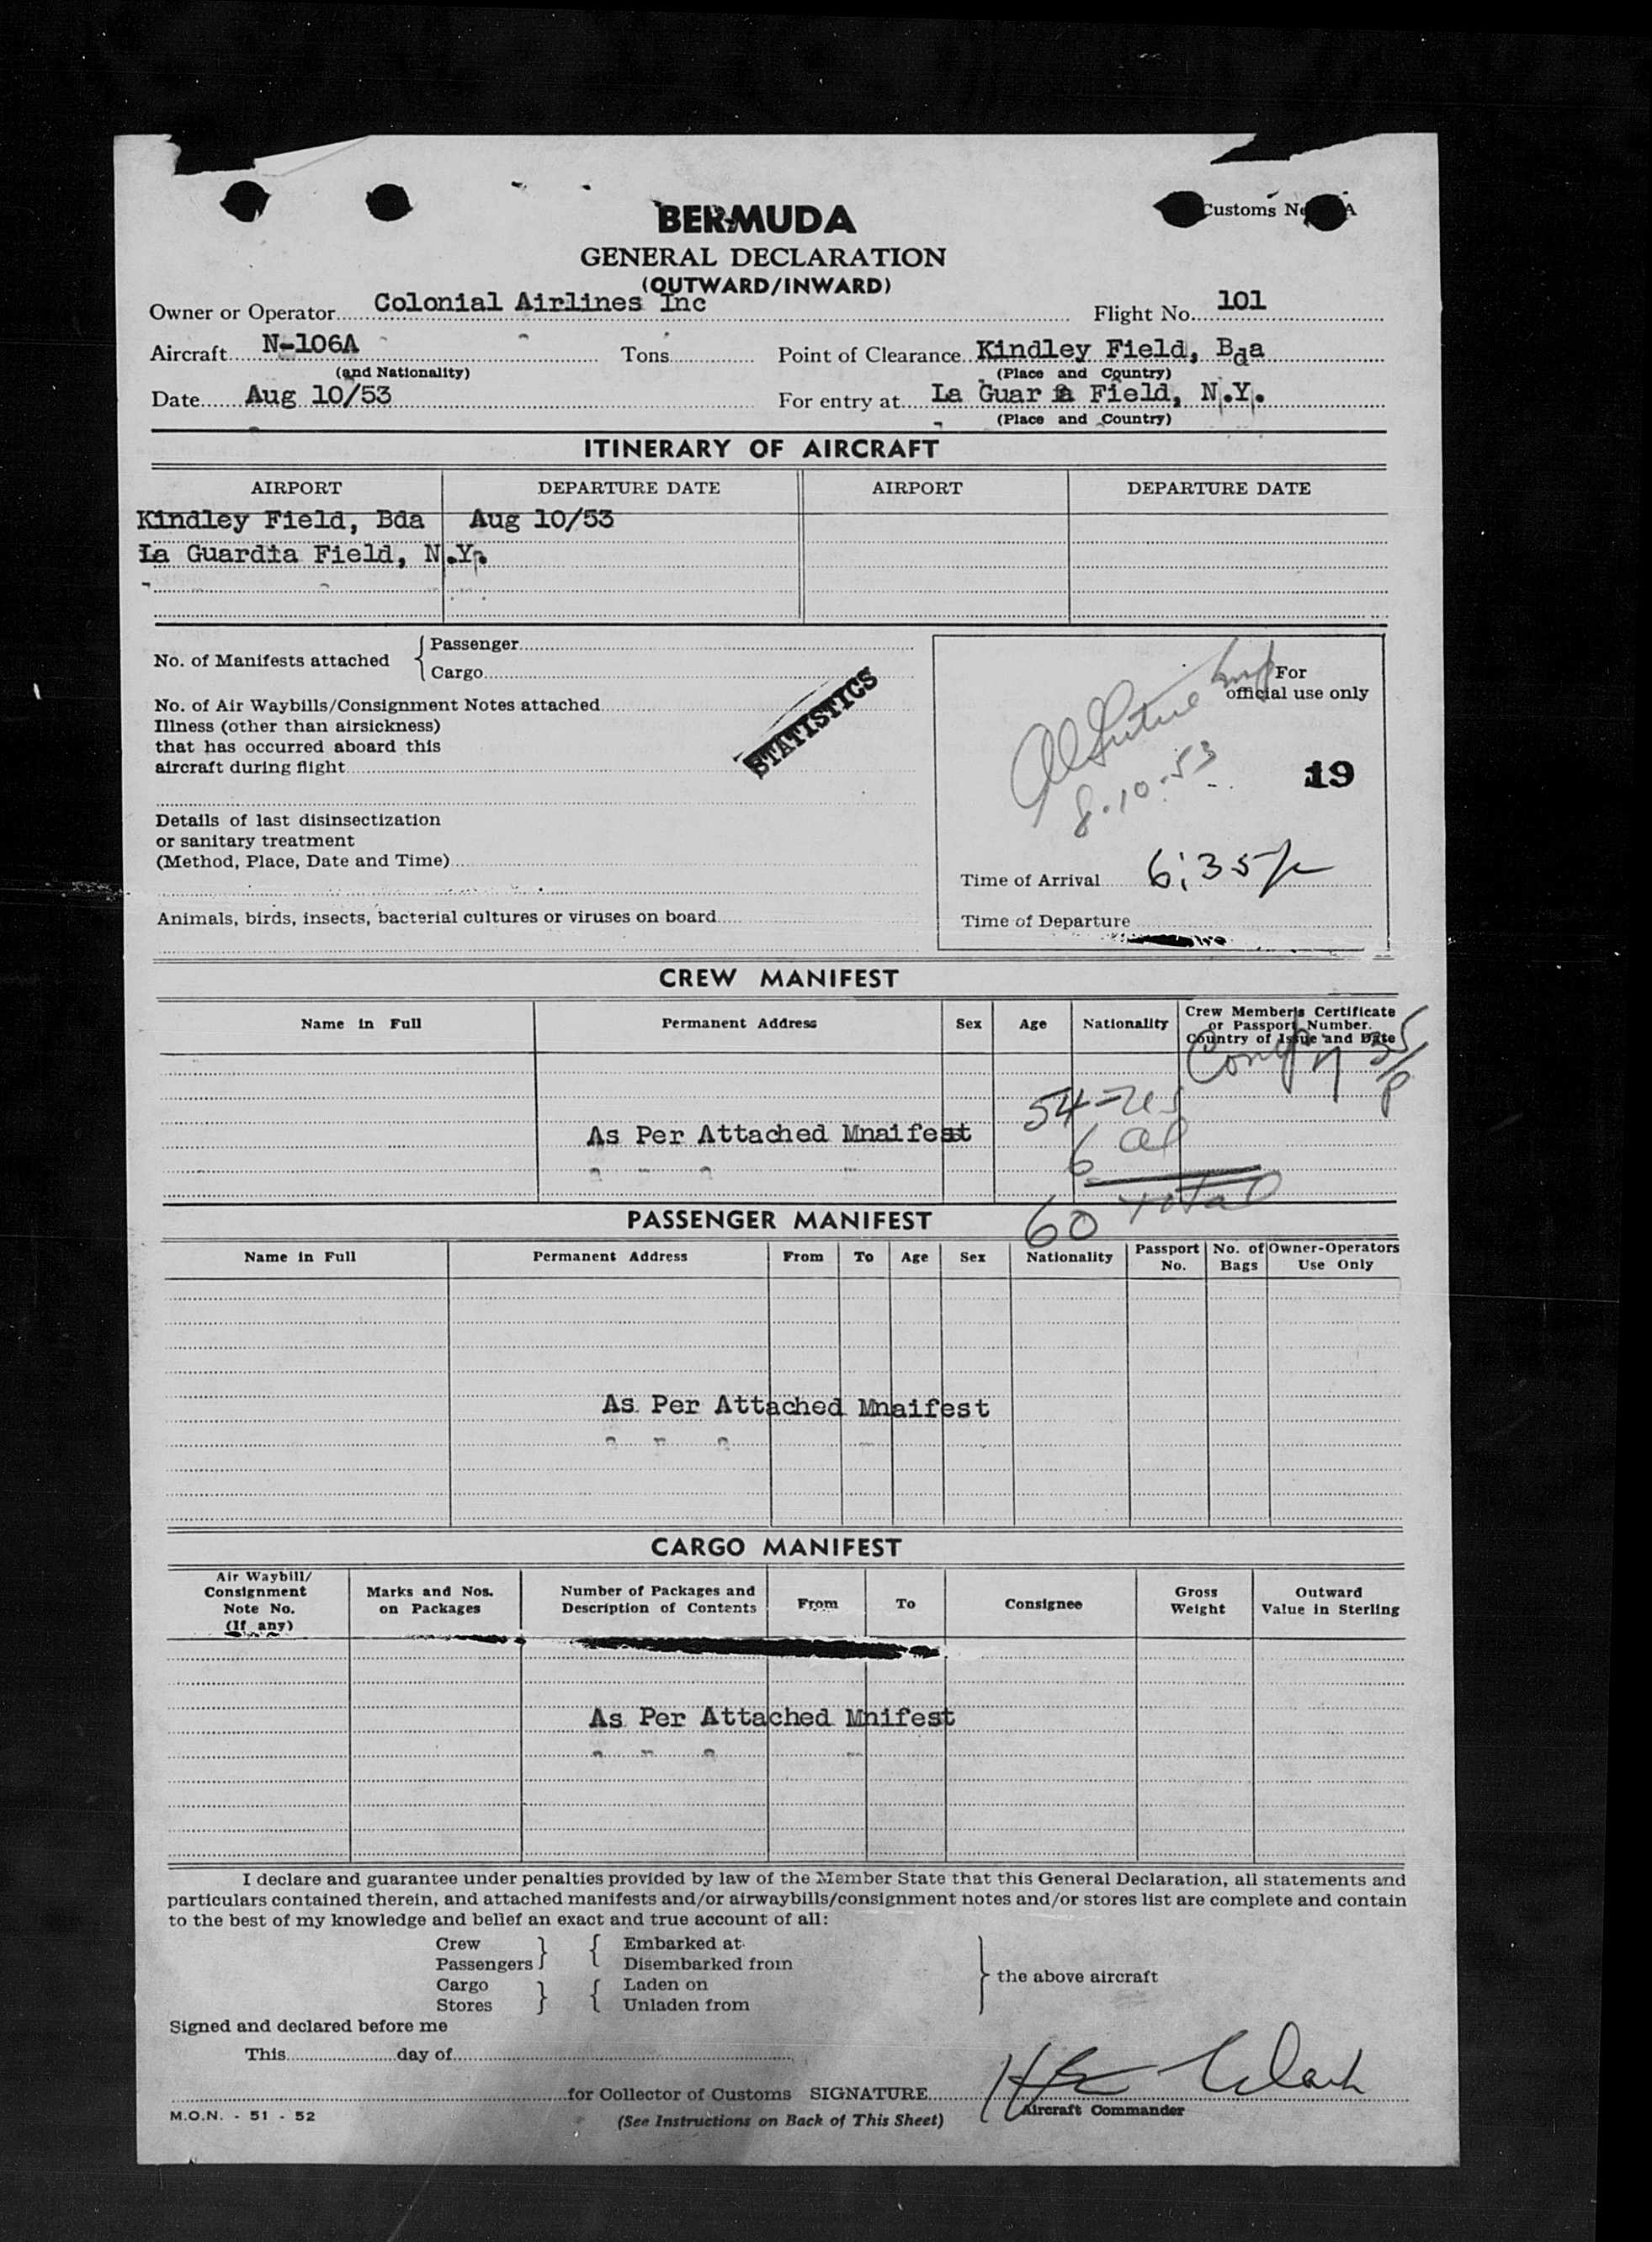 BERMUDA
Customs No A
GENERAL DECLARATION
(OUTWARD/INWARD)
Owner or Operator Colonial Airlines Inc Flight No. 101
Aircraft N-106A Tons Point of Clearance Kindley Field, Bda
(and Nationality) (Place and Country)
Date Aug 10/53 For entry at La Guar a Field, N.Y.
(Place and Country)
ITINERARY OF AIRCRAFT
AIRPORT DEPARTURE DATE AIRPORT DEPARTURE DATE
Kindley Field, Bda Aug 10/53
La Guardia Field, N.Y.
No. of Manifests attached { Passenger
Cargo
No. of Air Waybills/Consignment Notes attached
Illness (other than airsickness)
that has occurred aboard this
aircraft during flight
Details of last disinsectization
or sanitary treatment
(Method, Place, Date and Time)
Animals, birds, insects, bacterial cultures or viruses on board
STATISTICS
For
official use only
8-10-53
19
Time of Arrival 6:35p
Time of Departure
CREW MANIFEST
Name in Full Permanent Address Sex Age Nationality Crew Member's Certificate or Passport Number. Country of Issue and Date
7 35/p
54
As Per Attached Mnaifest
6 al
60 total
PASSENGER MANIFEST
Name in Full Permanent Address From To Age Sex Nationality Passport No. No. of Bags Owner-Operators Use Only
As Per Attached Mnaifest
CARGO MANIFEST
Air Waybill/ Consignment Note No. (If any) Marks and Nos. on Packages Number of Packages and Description of Contents From To Consignee Gross Weight Outward Value in Sterling
As Per Attached Mnifest
I declare and guarantee under penalties provided by law of the Member State that this General Declaration, all statements and
particulars contained therein, and attached manifests and/or airwaybills/consignment notes and/or stores list are complete and contain
to the best of my knowledge and belief an exact and true account of all:
Crew } { Embarked at
Passengers Disembarked from
} the above aircraft
Cargo } { Laden on
Stores Unladen from
Signed and declared before me
This day of
for Collector of Customs SIGNATURE Clark
Aircraft Commander
M.O.N. - 51 - 52 (See Instructions on Back of This Sheet)